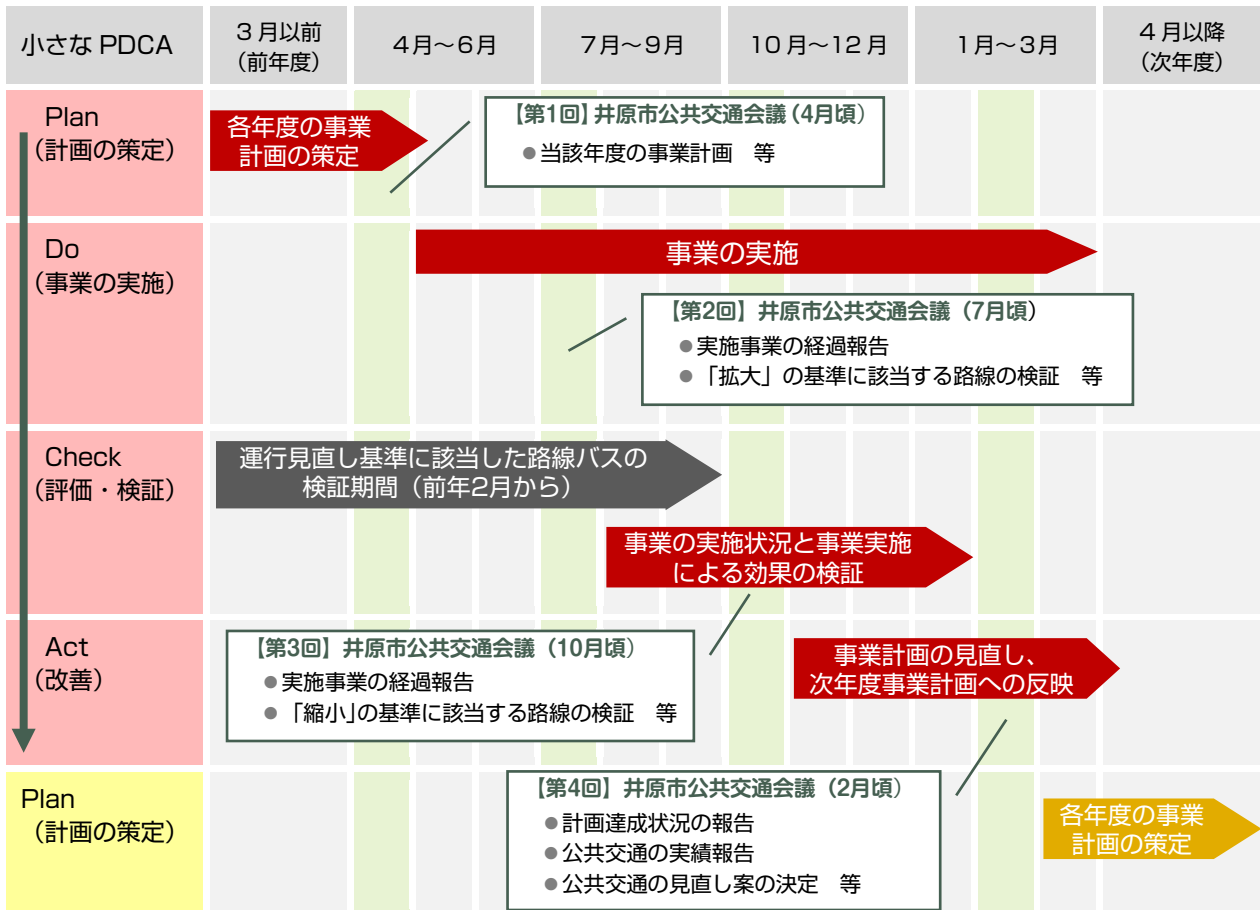 小さな PDCA
３月以前
（前年度）
４月～６月
７月～９月
１０月～１２月
１月～３月
４月以降
（次年度）
Plan
（計画の策定）
各年度の事業
計画の策定
【第1回】井原市公共交通会議（4月頃）
●当該年度の事業計画　等
Do
（事業の実施）
事業の実施
【第2回】井原市公共交通会議（7月頃）
●実施事業の経過報告
●「拡大」の基準に該当する路線の検証　等
Check
（評価・検証）
運行見直し基準に該当した路線バスの
検証期間（前年2月から）
事業の実施状況と事業実施
による効果の検証
Act
（改善）
【第3回】井原市公共交通会議（10月頃）
●実施事業の経過報告
●「縮小」の基準に該当する路線の検証　等
事業計画の見直し、
次年度事業計画への反映
Plan
（計画の策定）
【第4回】井原市公共交通会議（2月頃）
●計画達成状況の報告
●公共交通の実績報告
●公共交通の見直し案の決定　等
各年度の事業
計画の策定